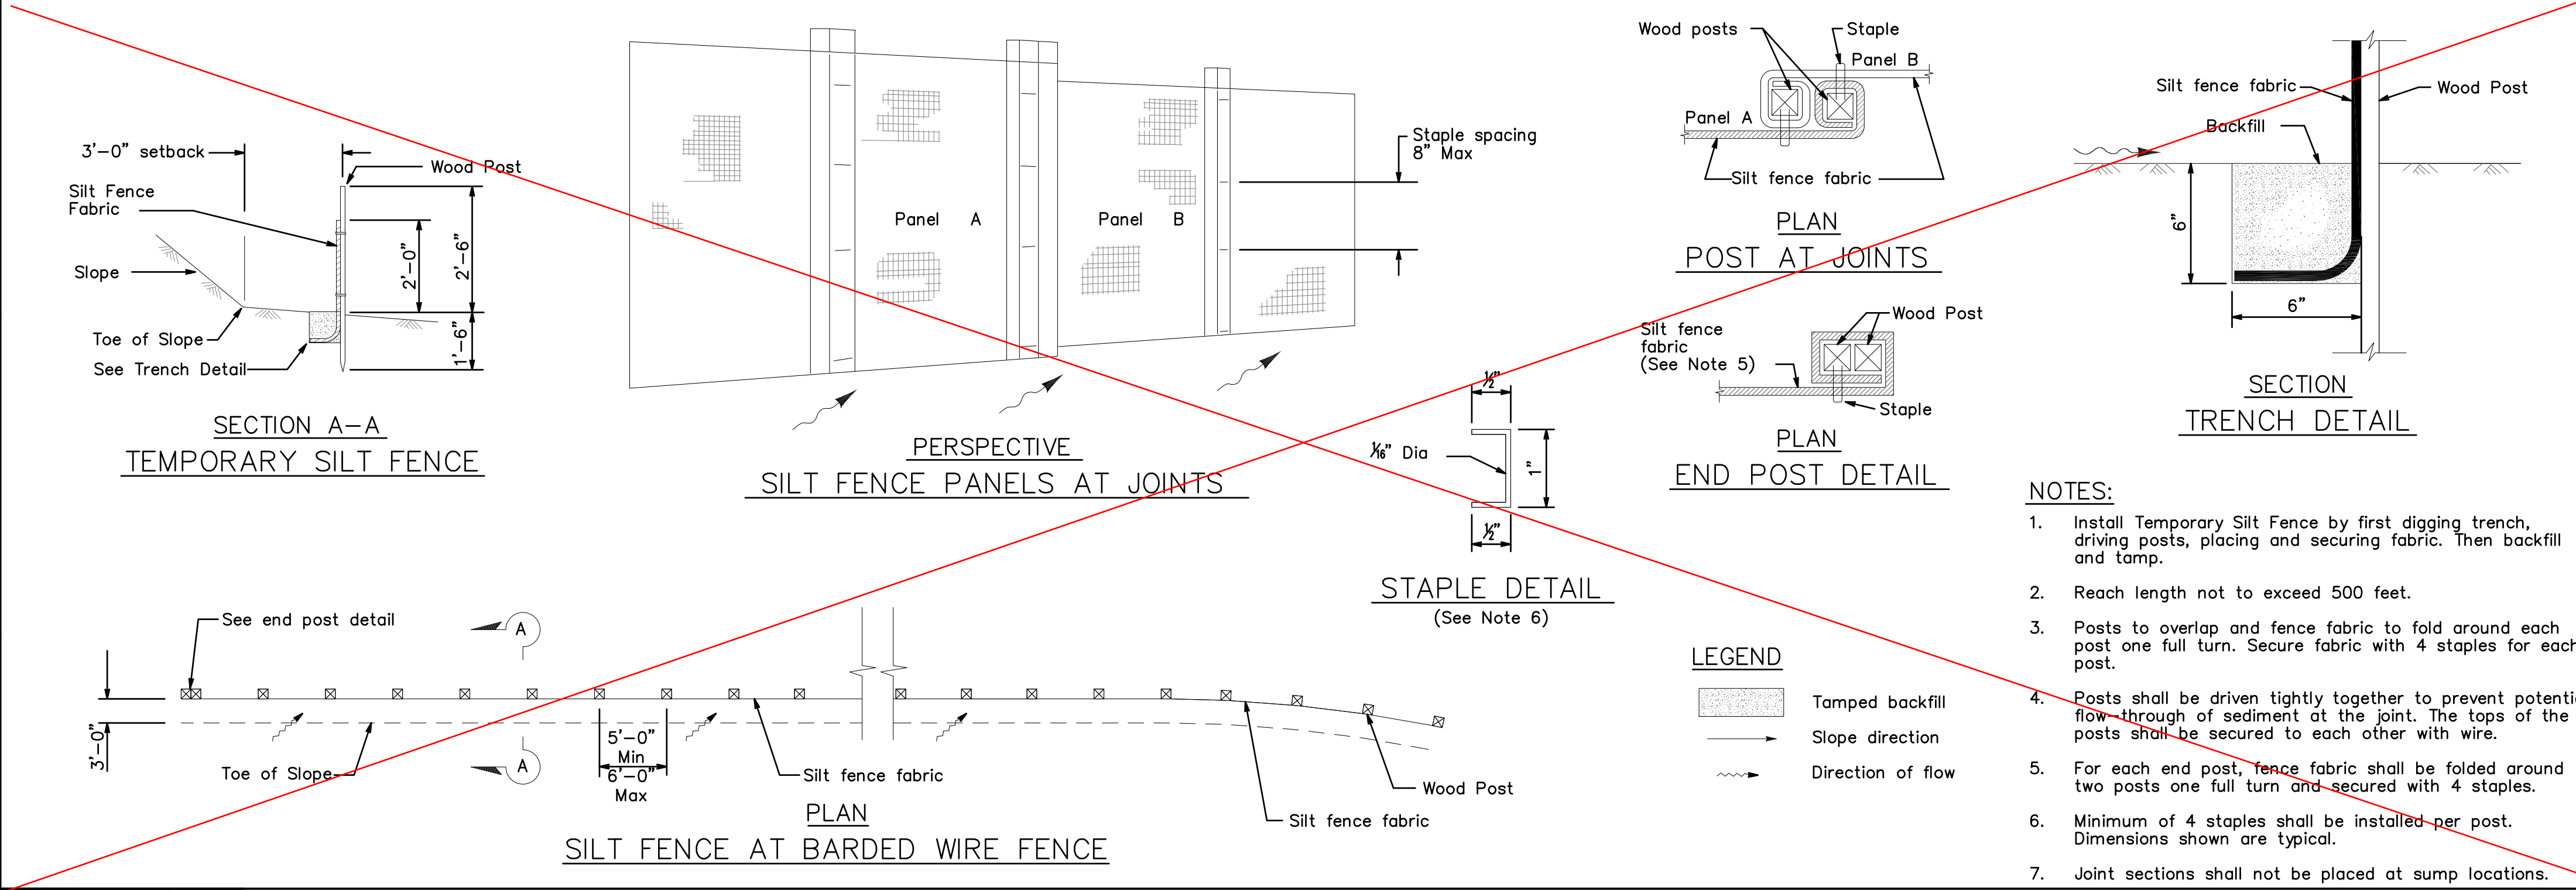 3'-0" setback
Wood Post
Silt Fence
Fabric
Slope
2'-0"
2'-6"
1'-6"
Toe of Slope
See Trench Detail
SECTION A-A
TEMPORARY SILT FENCE
Panel A
Panel B
Staple spacing
8" Max
PERSPECTIVE
SILT FENCE PANELS AT JOINTS
Wood posts
Staple
Panel B
Panel A
Silt fence fabric
PLAN
POST AT JOINTS
Silt fence
fabric
(See Note 5)
Wood Post
Staple
PLAN
END POST DETAIL
1/2"
1/16" Dia
1"
1/2"
STAPLE DETAIL
(See Note 6)
Silt fence fabric
Wood Post
Backfill
6"
6"
SECTION
TRENCH DETAIL
See end post detail
A
A
3'-0"
Toe of Slope
5'-0"
Min
6'-0"
Max
Silt fence fabric
Wood Post
Silt fence fabric
PLAN
SILT FENCE AT BARDED WIRE FENCE
LEGEND
Tamped backfill
Slope direction
Direction of flow
NOTES:
1. Install Temporary Silt Fence by first digging trench,
driving posts, placing and securing fabric. Then backfill
and tamp.
2. Reach length not to exceed 500 feet.
3. Posts to overlap and fence fabric to fold around each
post one full turn. Secure fabric with 4 staples for each
post.
4. Posts shall be driven tightly together to prevent potenti
flow-through of sediment at the joint. The tops of the
posts shall be secured to each other with wire.
5. For each end post, fence fabric shall be folded around
two posts one full turn and secured with 4 staples.
6. Minimum of 4 staples shall be installed per post.
Dimensions shown are typical.
7. Joint sections shall not be placed at sump locations.